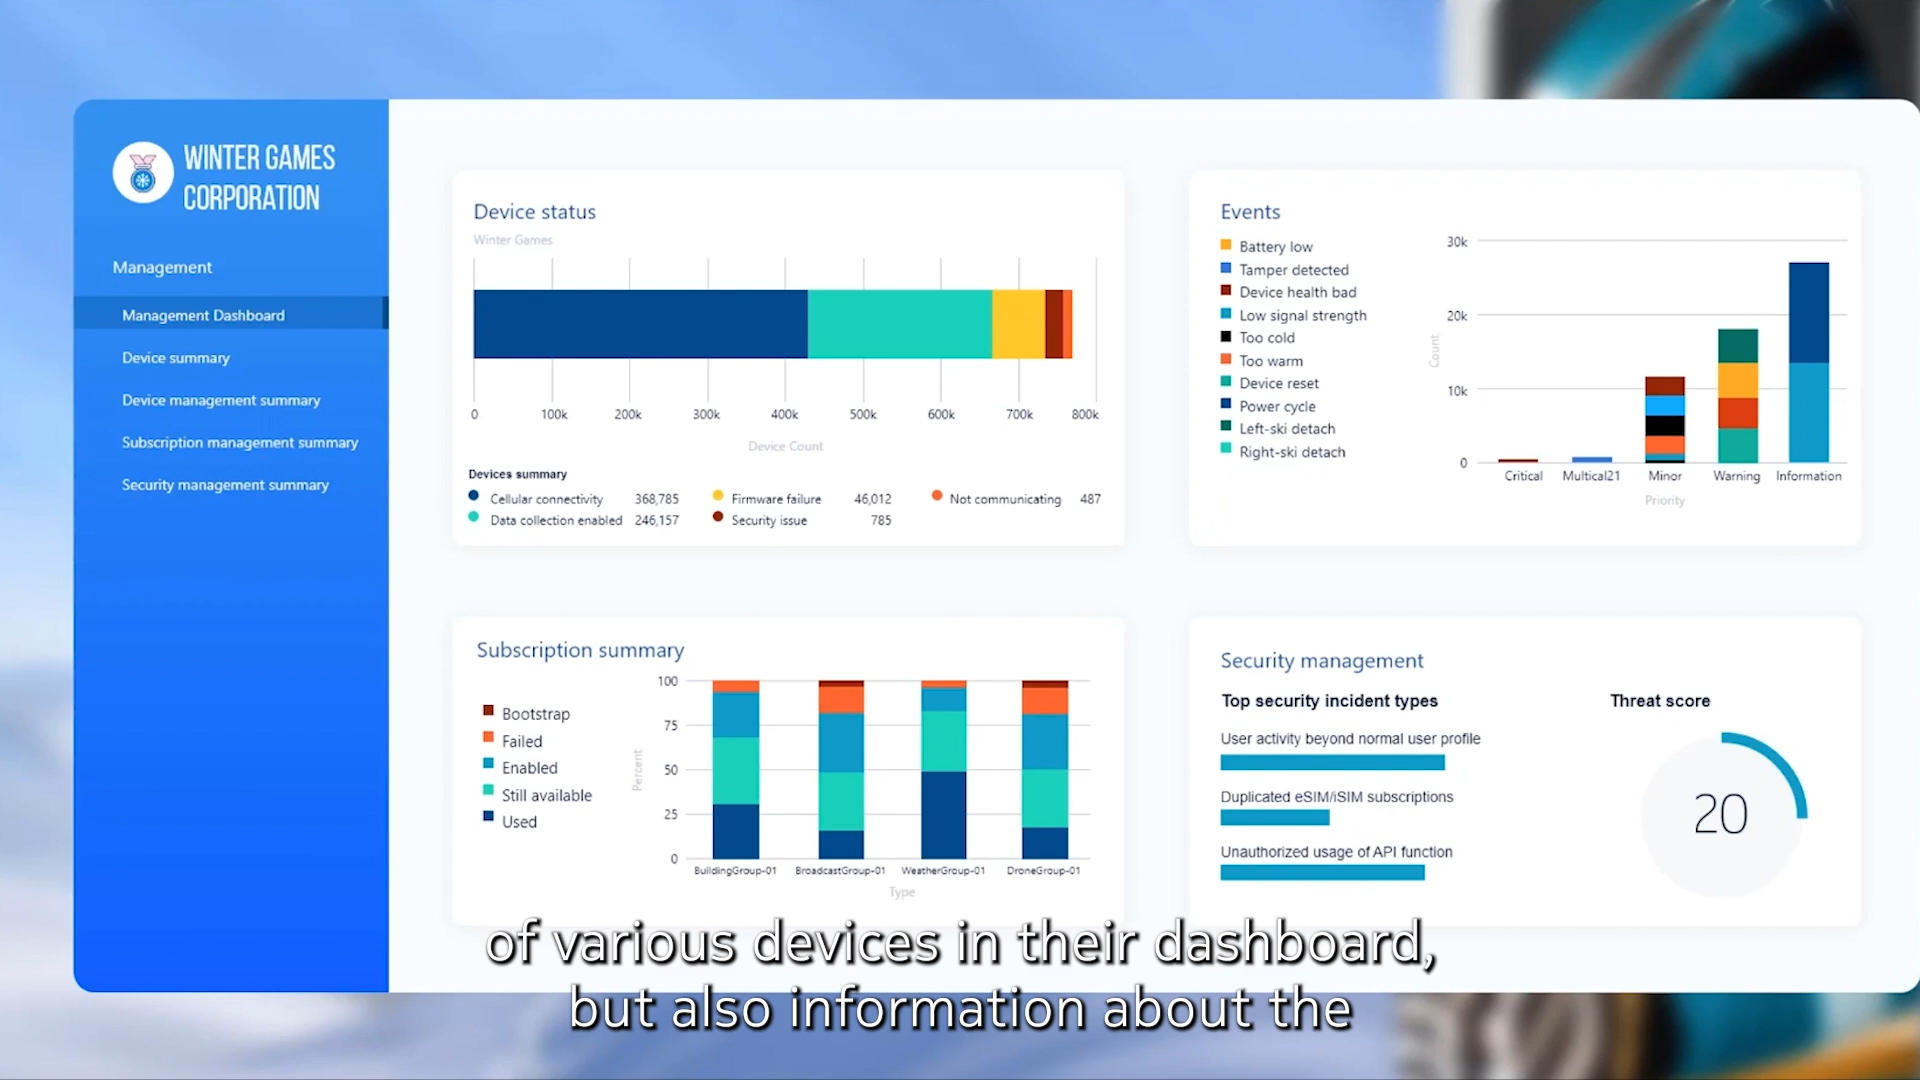 WINTER GAMES
CORPORATION
Management
Management Dashboard
Device summary
Device management summary
Subscription management summary
Security management summary
Device status
Winter Games
0 100k 200k 300k 400k 500k 600k 700k 800k
Device Count
Devices summary
Cellular connectivity 368,785 Firmware failure 46,012 Not communicating 487
Data collection enabled 246,157 Security issue 785
Events
Battery low
Tamper detected
Device health bad
Low signal strength
Too cold
Too warm
Device reset
Power cycle
Left-ski detach
Right-ski detach
30k
20k
10k
0
Count
Critical Multical21 Minor Warning Information
Priority
Subscription summary
Bootstrap
Failed
Enabled
Still available
Used
100
75
50
25
0
Percent
BuildingGroup-01 BroadcastGroup-01 WeatherGroup-01 DroneGroup-01
Type
Security management
Top security incident types
User activity beyond normal user profile
Duplicated eSIM/iSIM subscriptions
Unauthorized usage of API function
Threat score
20
of various devices in their dashboard,
but also information about the